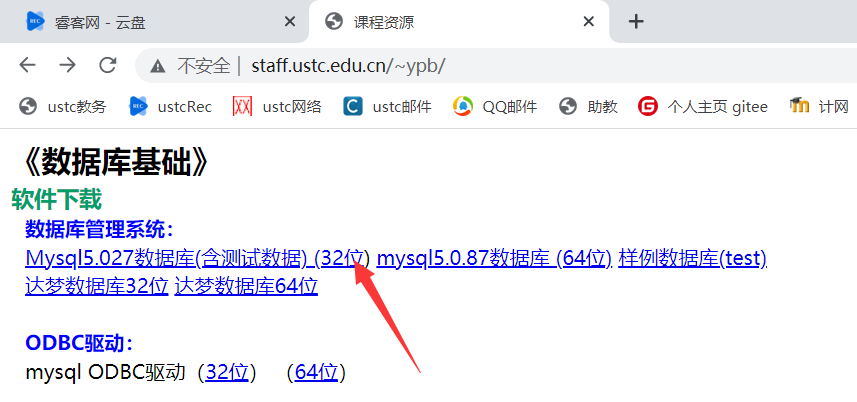 睿客网 - 云盘 课程资源
不安全 | staff.ustc.edu.cn/~ypb/
ustc教务 REC ustcRec ustc网络 C ustc邮件 QQ邮件 助教 G 个人主页 gitee 计网
《数据库基础》
软件下载
数据库管理系统：
Mysql5.027数据库(含测试数据) (32位) mysql5.0.87数据库 (64位) 样例数据库(test)
达梦数据库32位 达梦数据库64位
ODBC驱动：
mysql ODBC驱动（32位） （64位）